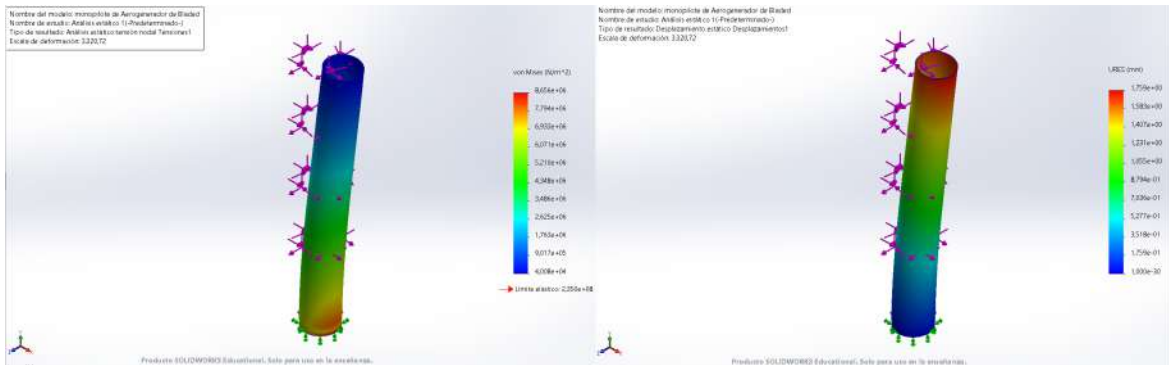 Nombre del modelo: monopilote de Aerogenerador de Bladed
Nombre de estudio: Análisis estático 1(-Predeterminado-)
Tipo de resultado: Análisis estático tensión nodal Tensiones1
Escala de deformación: 3.320,72
von Mises (N/m^2)
8,656e+06
7,794e+06
6,933e+06
6,071e+06
5,210e+06
4,348e+06
3,486e+06
2,625e+06
1,763e+06
9,017e+05
4,008e+04
Límite elástico: 2,350e+08
Producto SOLIDWORKS Educational. Solo para uso en la enseñanza.
Nombre del modelo: monopilote de Aerogenerador de Bladed
Nombre de estudio: Análisis estático 1(-Predeterminado-)
Tipo de resultado: Desplazamiento estático Desplazamientos1
Escala de deformación: 3.320,72
URES (mm)
1,759e+00
1,583e+00
1,407e+00
1,231e+00
1,055e+00
8,794e-01
7,036e-01
5,277e-01
3,518e-01
1,759e-01
1,000e-30
Producto SOLIDWORKS Educational. Solo para uso en la enseñanza.